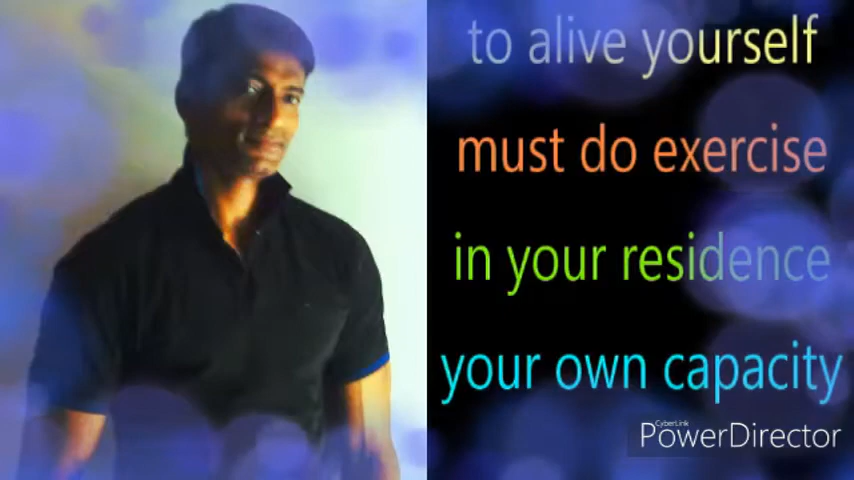 to alive yourself
must do exercise
in your residence
your own capacity
CyberLink
PowerDirector